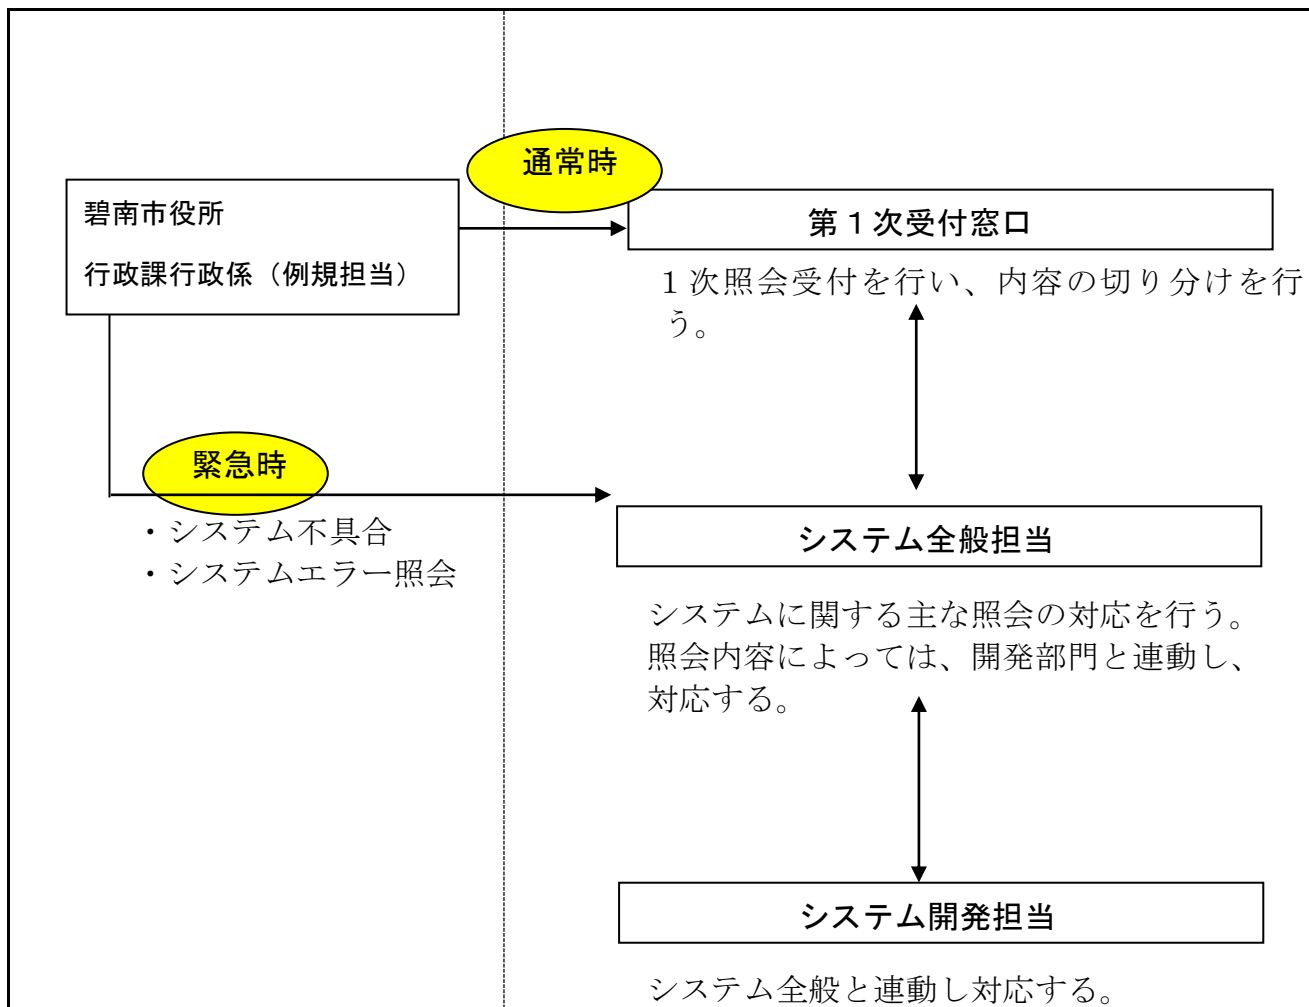 通常時
碧南市役所
行政課行政係（例規担当）
第１次受付窓口
１次照会受付を行い、内容の切り分けを行
う。
緊急時
・システム不具合
・システムエラー照会
システム全般担当
システムに関する主な照会の対応を行う。
照会内容によっては、開発部門と連動し、
対応する。
システム開発担当
システム全般と連動し対応する。